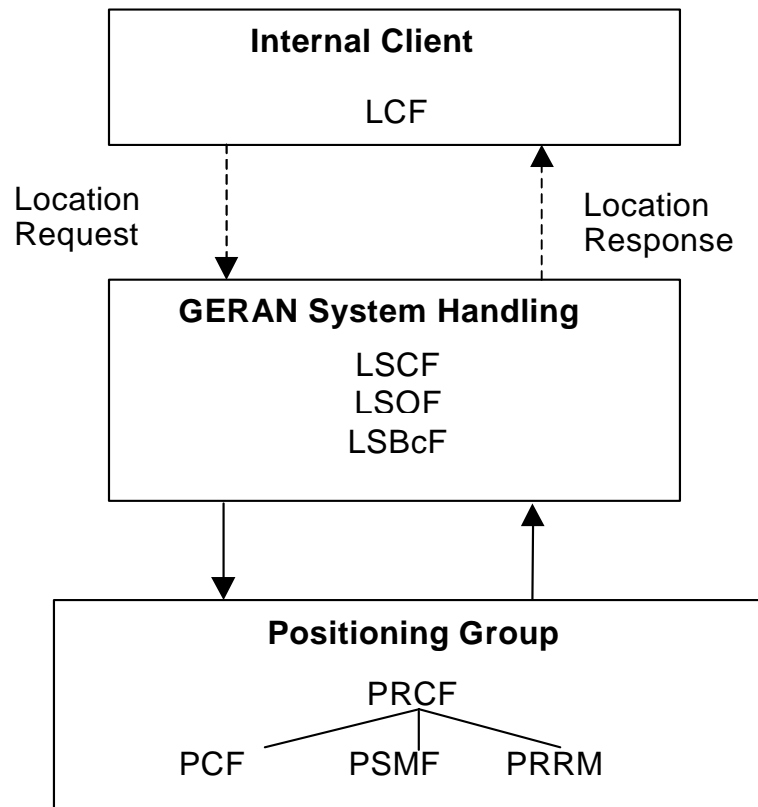 Internal Client
LCF
Location
Request
Location
Response
GERAN System Handling
LSCF
LSOF
LSBcF
Positioning Group
PRCF
PCF PSMF PRRM